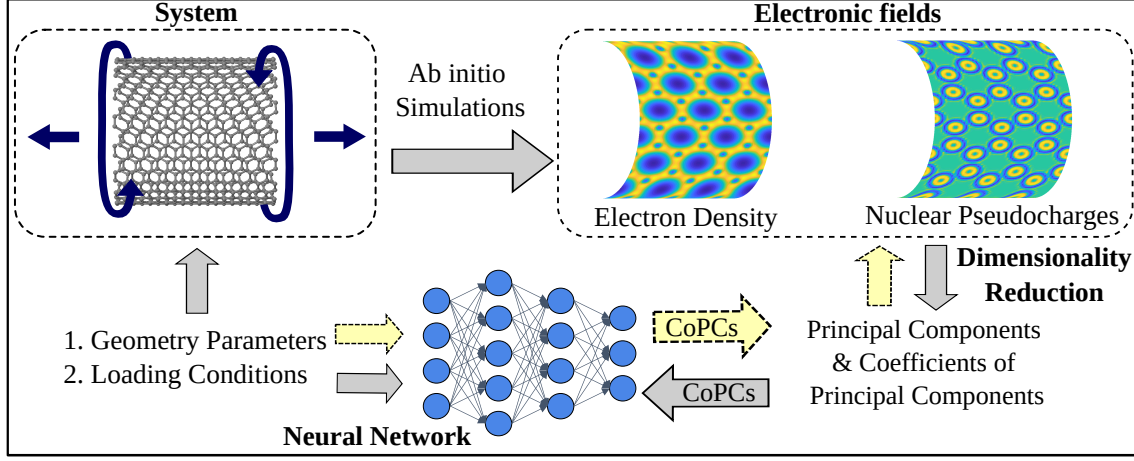 System
Electronic fields
Ab initio
Simulations
Electron Density
Nuclear Pseudocharges
Dimensionality
Reduction
1. Geometry Parameters
2. Loading Conditions
CoPCs
CoPCs
Principal Components
& Coefficients of
Principal Components
Neural Network